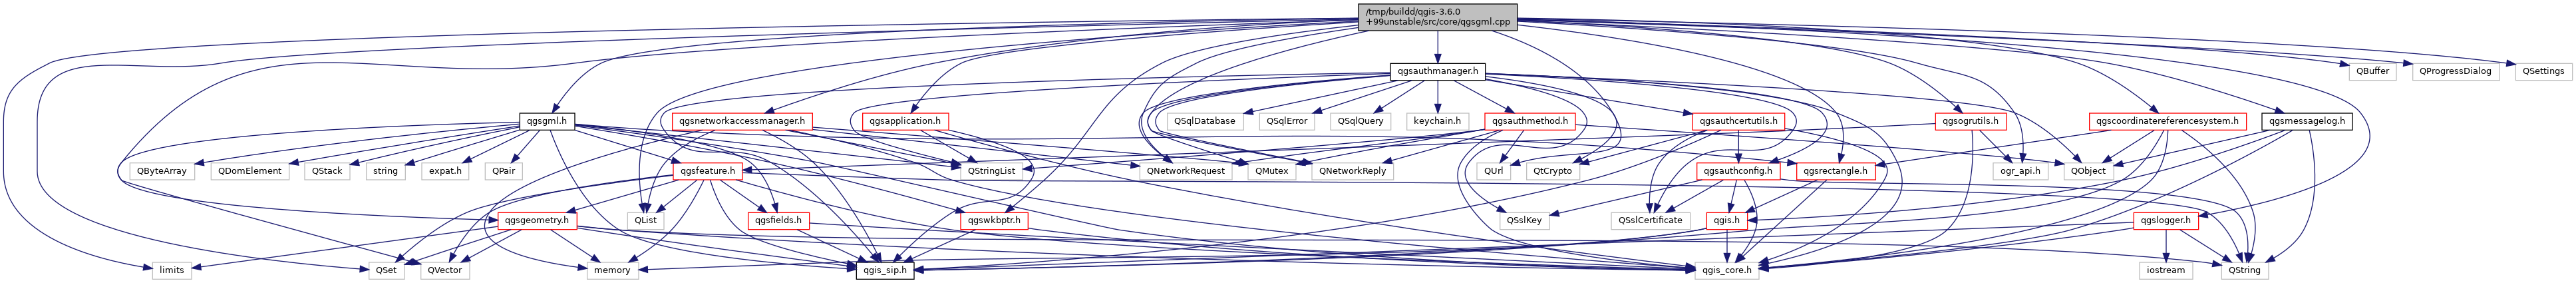 /tmp/buildd/qgis-3.6.0
+99unstable/src/core/qgsgml.cpp
qgsauthmanager.h
QBuffer
QProgressDialog
QSettings
qgsgml.h
qgsnetworkaccessmanager.h
qgsapplication.h
QSqlDatabase
QSqlError
QSqlQuery
keychain.h
qgsauthmethod.h
qgsauthcertutils.h
qgsogrutils.h
qgscoordinatereferencesystem.h
qgsmessagelog.h
QByteArray
QDomElement
QStack
string
expat.h
QPair
qgsfeature.h
QStringList
QNetworkRequest
QMutex
QNetworkReply
QUrl
QtCrypto
qgsauthconfig.h
qgsrectangle.h
ogr_api.h
QObject
qgsgeometry.h
QList
qgsfields.h
qgswkbptr.h
QSslKey
QSslCertificate
qgis.h
qgslogger.h
limits
QSet
QVector
memory
qgis_sip.h
qgis_core.h
iostream
QString